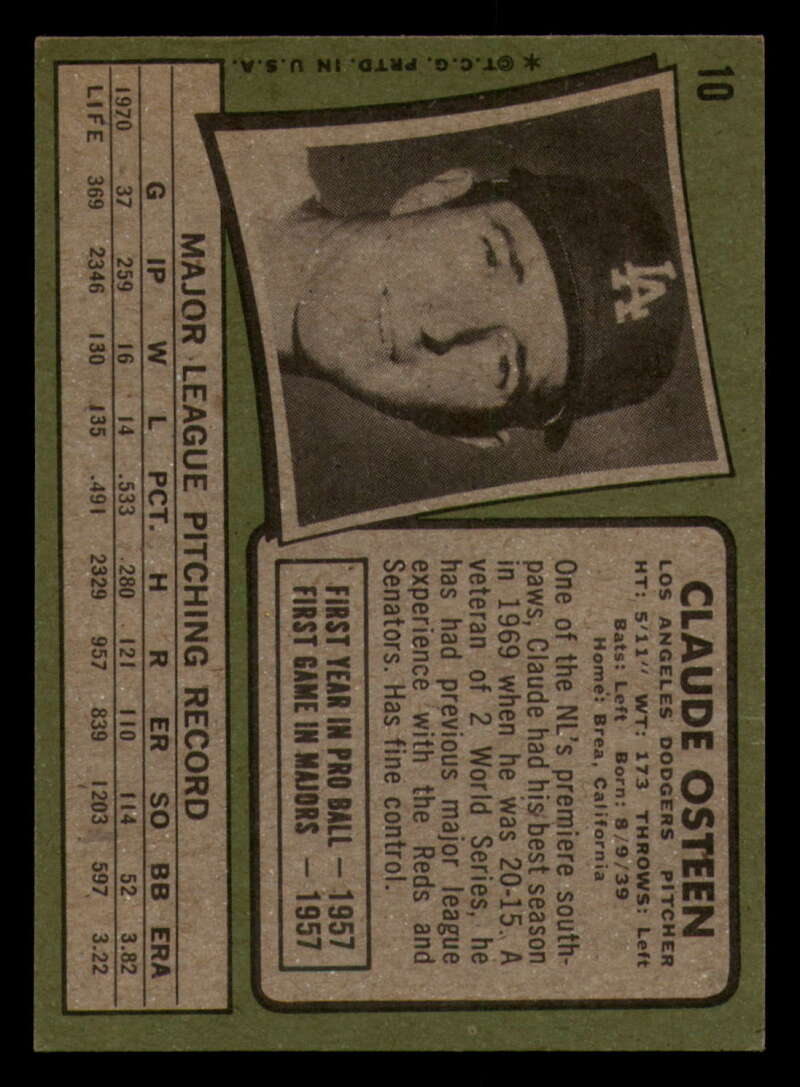 10
LA
CLAUDE OSTEEN
LOS ANGELES DODGERS PITCHER
HT: 5'11" WT: 173 THROWS: Left
Bats: Left Born: 8/9/39
Home: Brea, California
One of the NL's premiere south-
paws, Claude had his best season
in 1969 when he was 20-15. A
veteran of 2 World Series, he
has had previous major league
experience with the Reds and
Senators. Has fine control.
FIRST YEAR IN PRO BALL — 1957
FIRST GAME IN MAJORS — 1957
MAJOR LEAGUE PITCHING RECORD
G IP W L PCT. H R ER SO BB ERA
1970 37 259 16 14 .533 .280 121 110 114 52 3.82
LIFE 369 2346 130 135 .491 2329 957 839 1203 597 3.22
* ©T.C.G. PRTD. IN U.S.A.